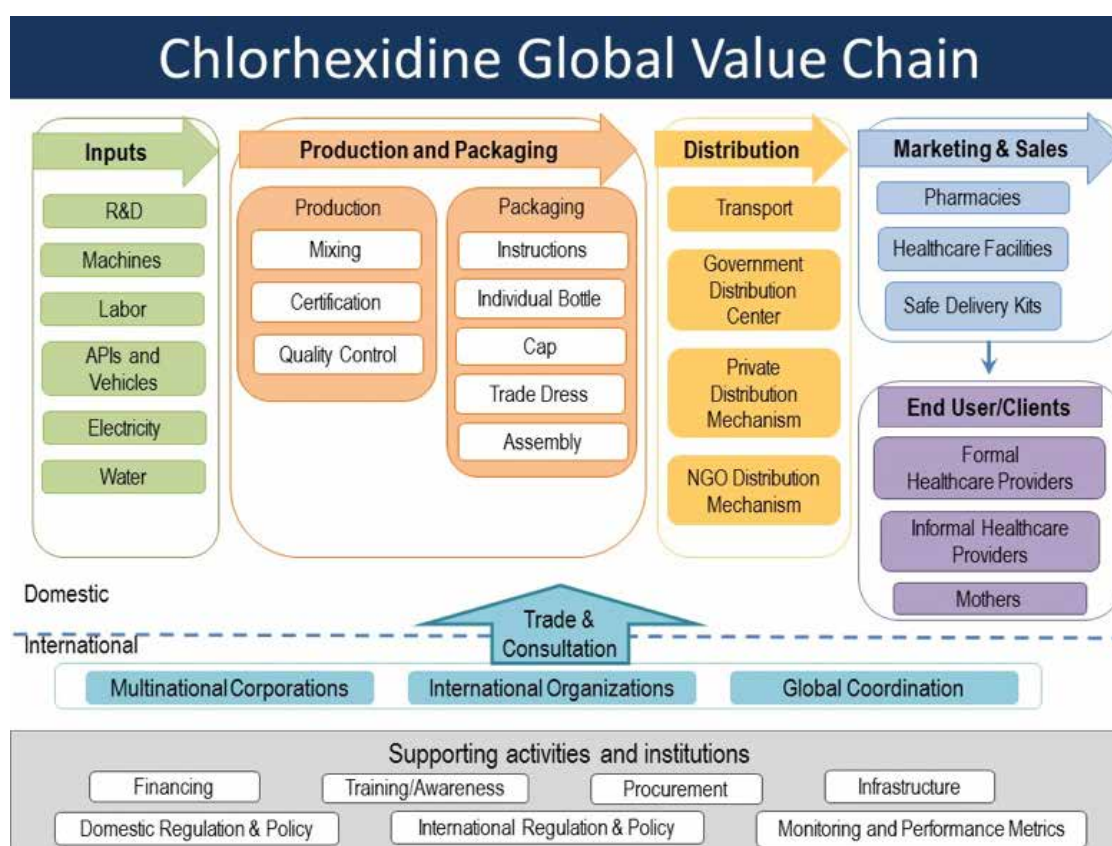 Chlorhexidine Global Value Chain
Inputs
R&D
Machines
Labor
APIs and
Vehicles
Electricity
Water
Production and Packaging
Production
Mixing
Certification
Quality Control
Packaging
Instructions
Individual Bottle
Cap
Trade Dress
Assembly
Distribution
Transport
Government
Distribution
Center
Private
Distribution
Mechanism
NGO Distribution
Mechanism
Marketing & Sales
Pharmacies
Healthcare Facilities
Safe Delivery Kits
End User/Clients
Formal
Healthcare Providers
Informal Healthcare
Providers
Mothers
Domestic
International
Trade &
Consultation
Multinational Corporations
International Organizations
Global Coordination
Supporting activities and institutions
Financing
Training/Awareness
Procurement
Infrastructure
Domestic Regulation & Policy
International Regulation & Policy
Monitoring and Performance Metrics